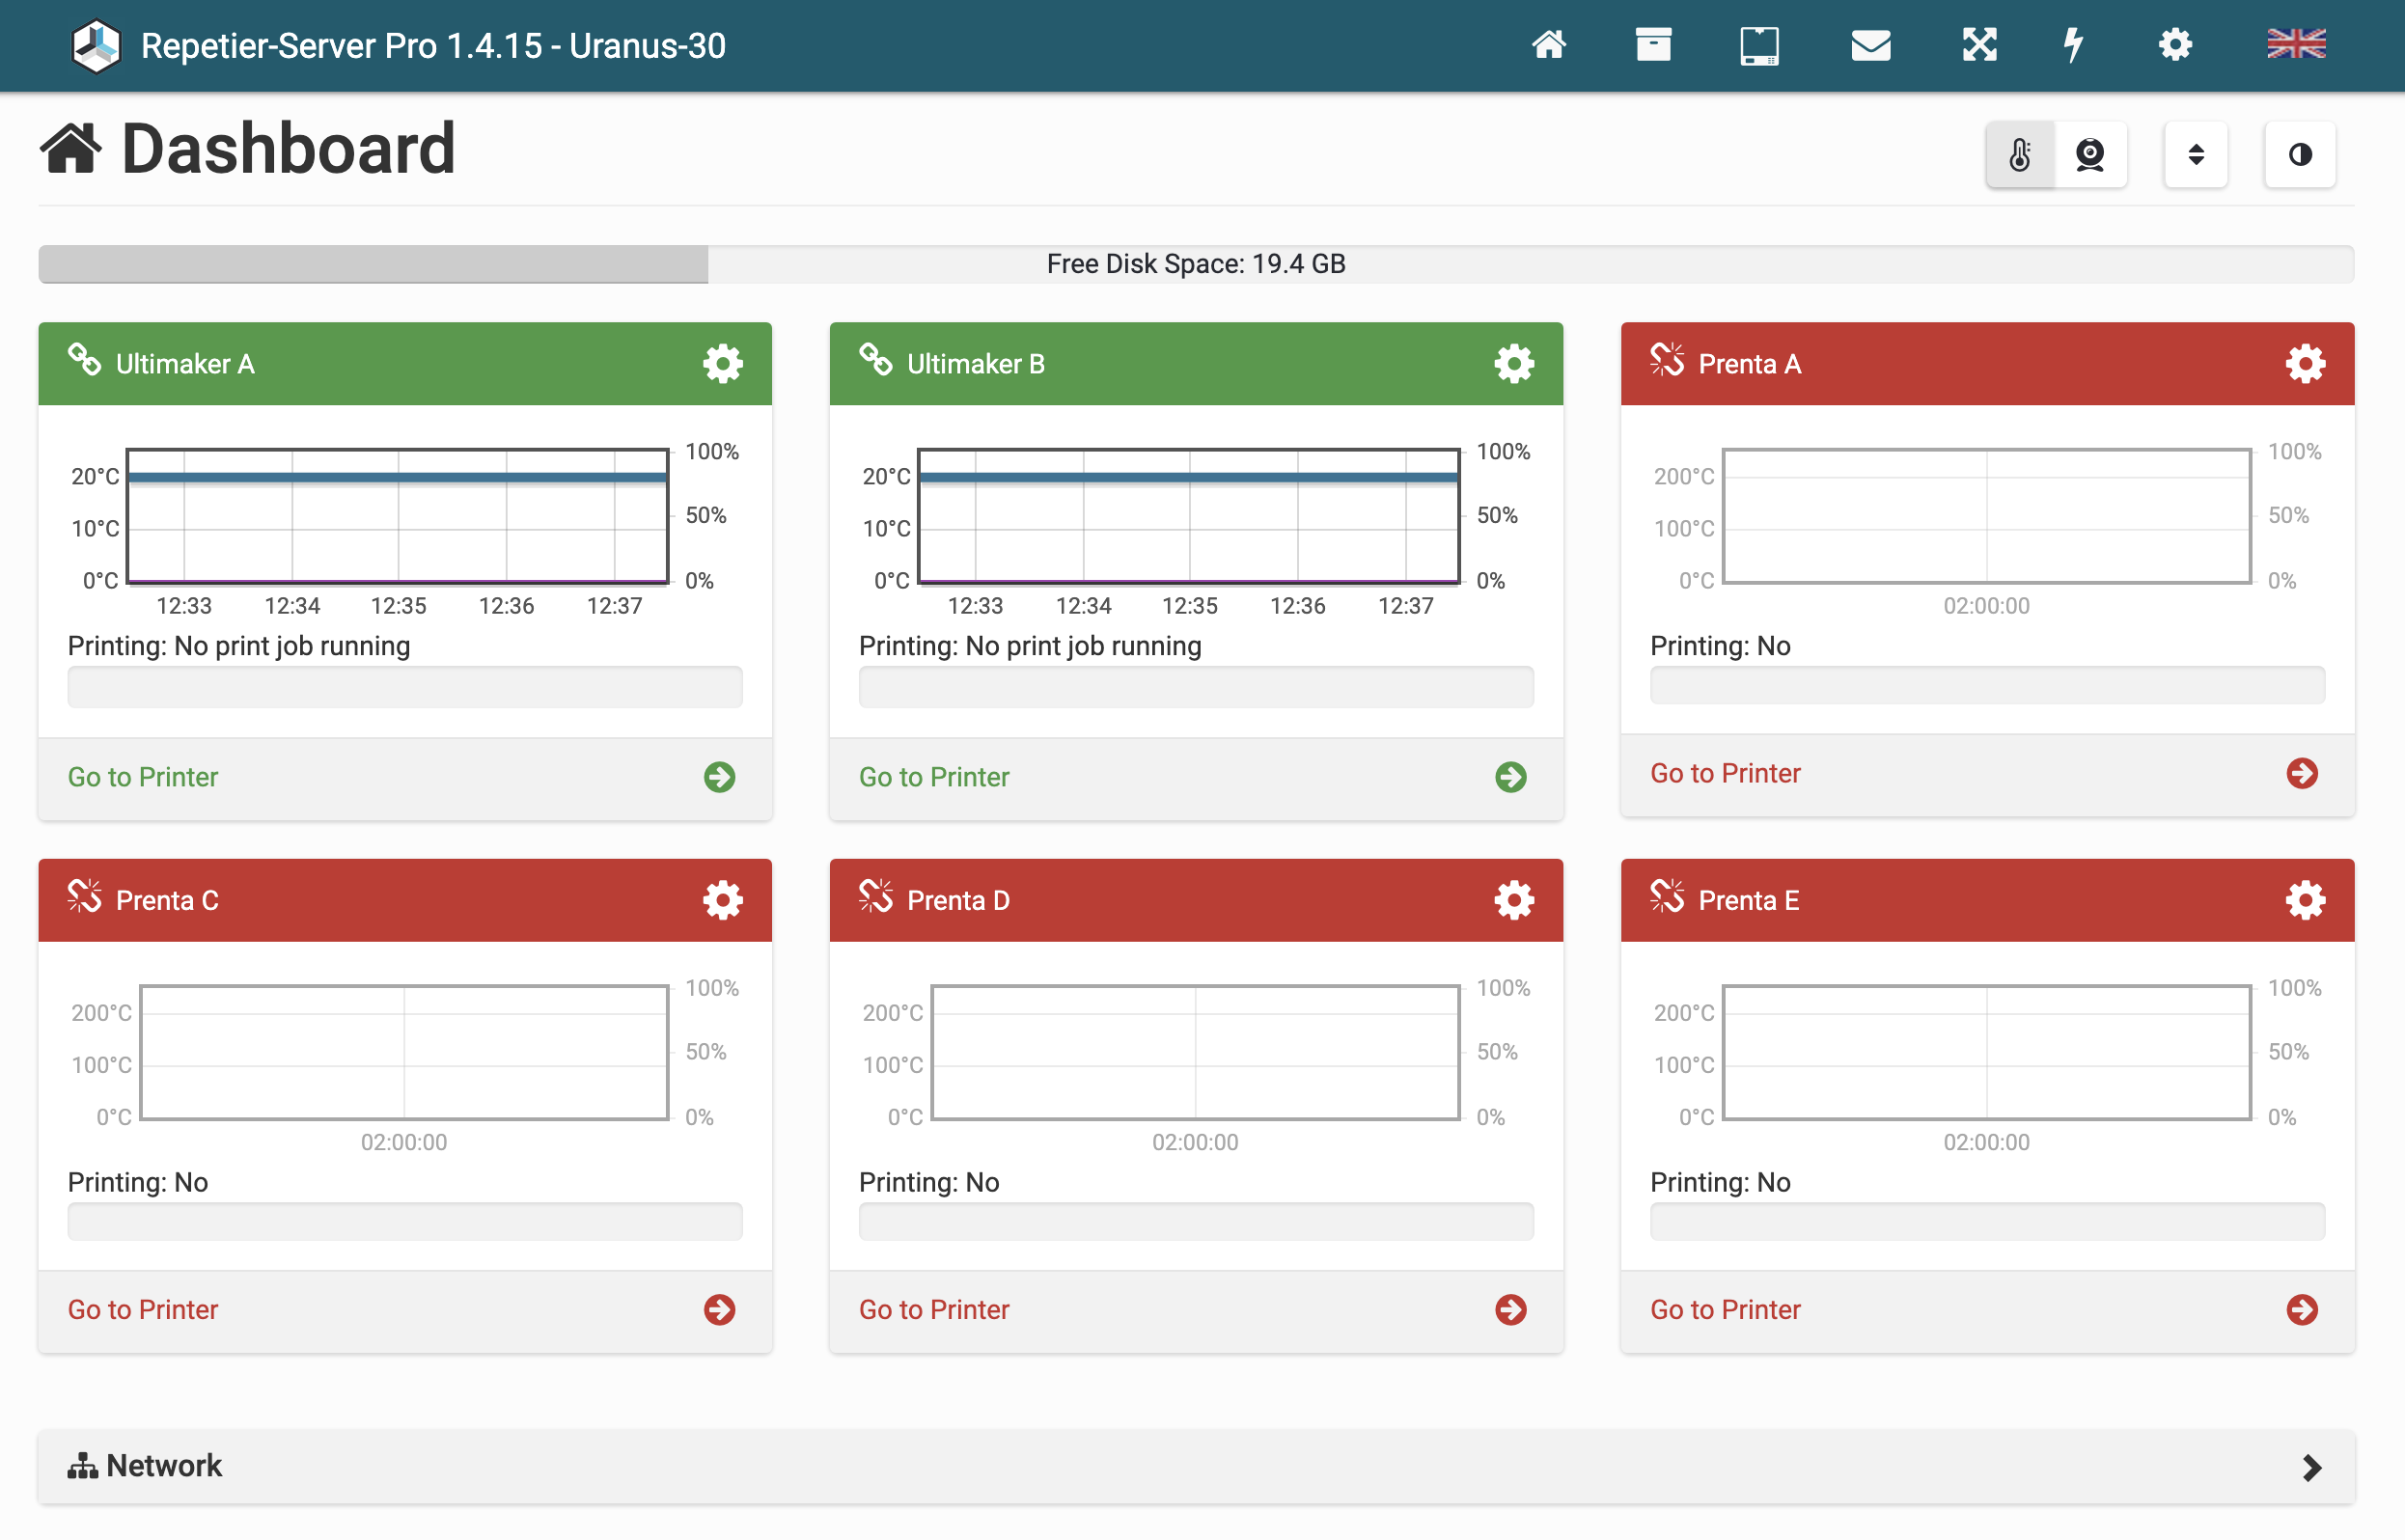 Repetier-Server Pro 1.4.15 - Uranus-30
Dashboard
Free Disk Space: 19.4 GB
Ultimaker A
20°C
10°C
0°C
100%
50%
0%
12:33 12:34 12:35 12:36 12:37
Printing: No print job running
Go to Printer
Ultimaker B
20°C
10°C
0°C
100%
50%
0%
12:33 12:34 12:35 12:36 12:37
Printing: No print job running
Go to Printer
Prenta A
200°C
100°C
0°C
100%
50%
0%
02:00:00
Printing: No
Go to Printer
Prenta C
200°C
100°C
0°C
100%
50%
0%
02:00:00
Printing: No
Go to Printer
Prenta D
200°C
100°C
0°C
100%
50%
0%
02:00:00
Printing: No
Go to Printer
Prenta E
200°C
100°C
0°C
100%
50%
0%
02:00:00
Printing: No
Go to Printer
Network